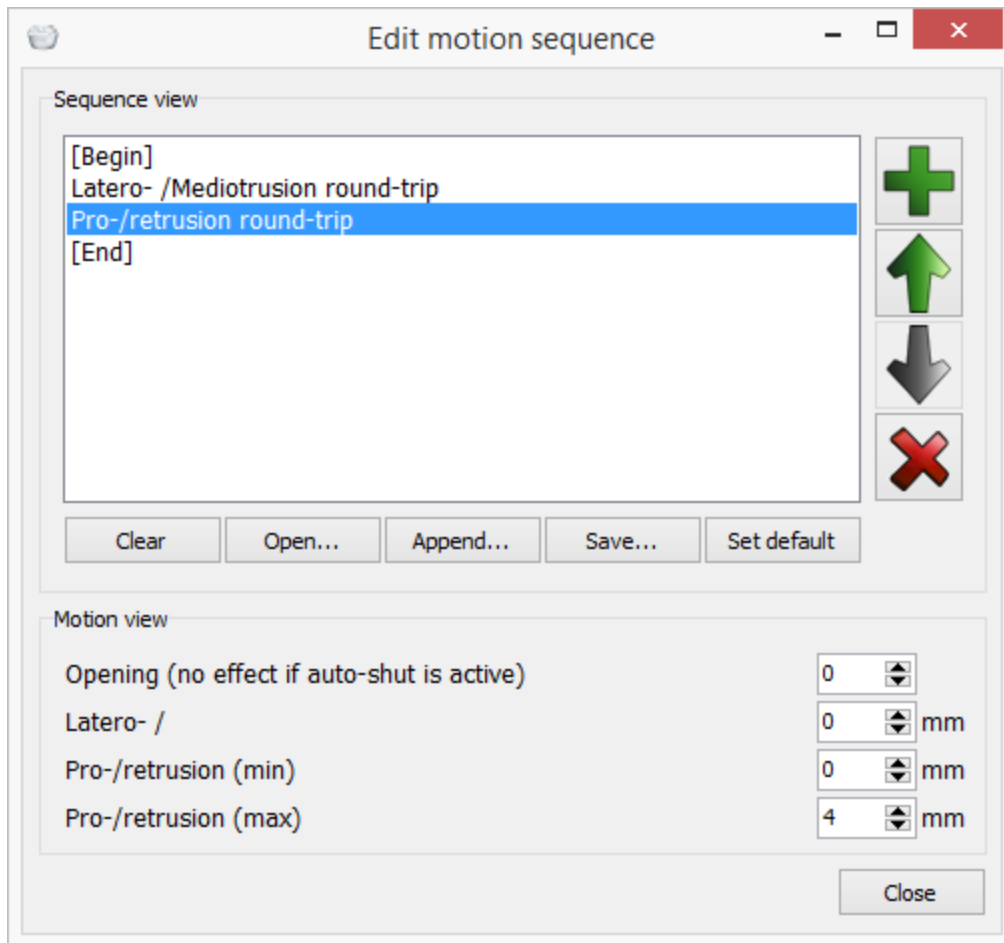 Edit motion sequence
Sequence view
[Begin]
Latero- /Mediotrusion round-trip
Pro-/retrusion round-trip
[End]
Clear
Open...
Append...
Save...
Set default
Motion view
Opening (no effect if auto-shut is active) 0
Latero- / 0 mm
Pro-/retrusion (min) 0 mm
Pro-/retrusion (max) 4 mm
Close